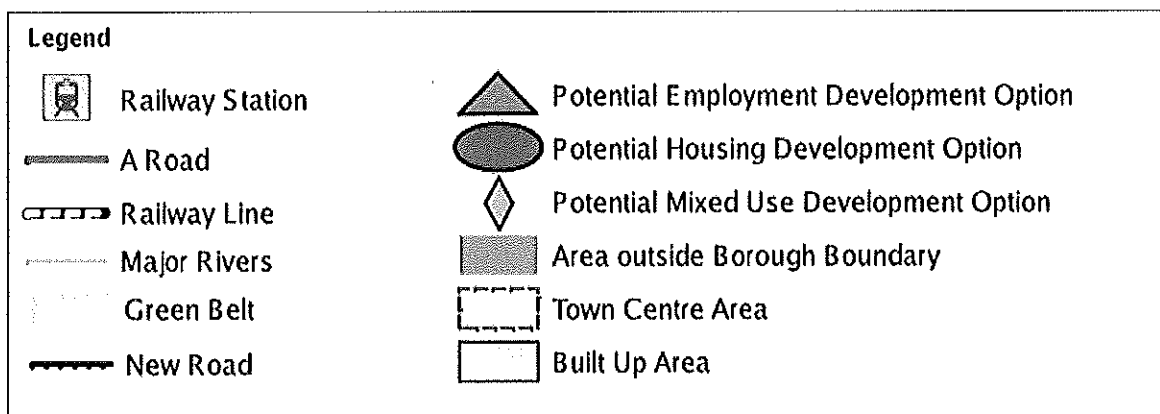 Legend
Railway Station
A Road
Railway Line
Major Rivers
Green Belt
New Road
Potential Employment Development Option
Potential Housing Development Option
Potential Mixed Use Development Option
Area outside Borough Boundary
Town Centre Area
Built Up Area